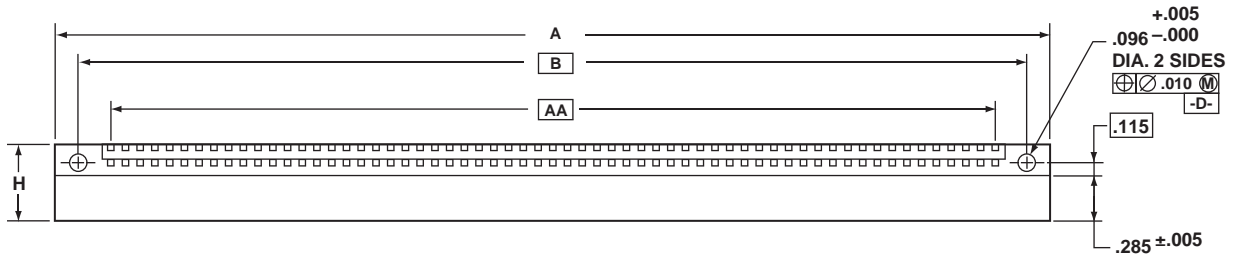 A
B
AA
H
+.005
.096 –.000
DIA. 2 SIDES
⌖ ⌀ .010 Ⓜ
-D-
.115
.285 ±.005